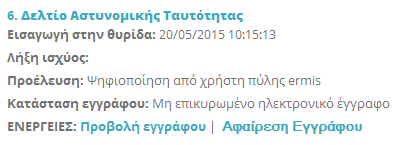 6. Δελτίο Αστυνομικής Ταυτότητας
Εισαγωγή στην θυρίδα: 20/05/2015 10:15:13
Λήξη ισχύος:
Προέλευση: Ψηφιοποίηση από χρήστη πύλης ermis
Κατάσταση εγγράφου: Μη επικυρωμένο ηλεκτρονικό έγγραφο
ΕΝΕΡΓΕΙΕΣ: Προβολή εγγράφου | Αφαίρεση Εγγράφου